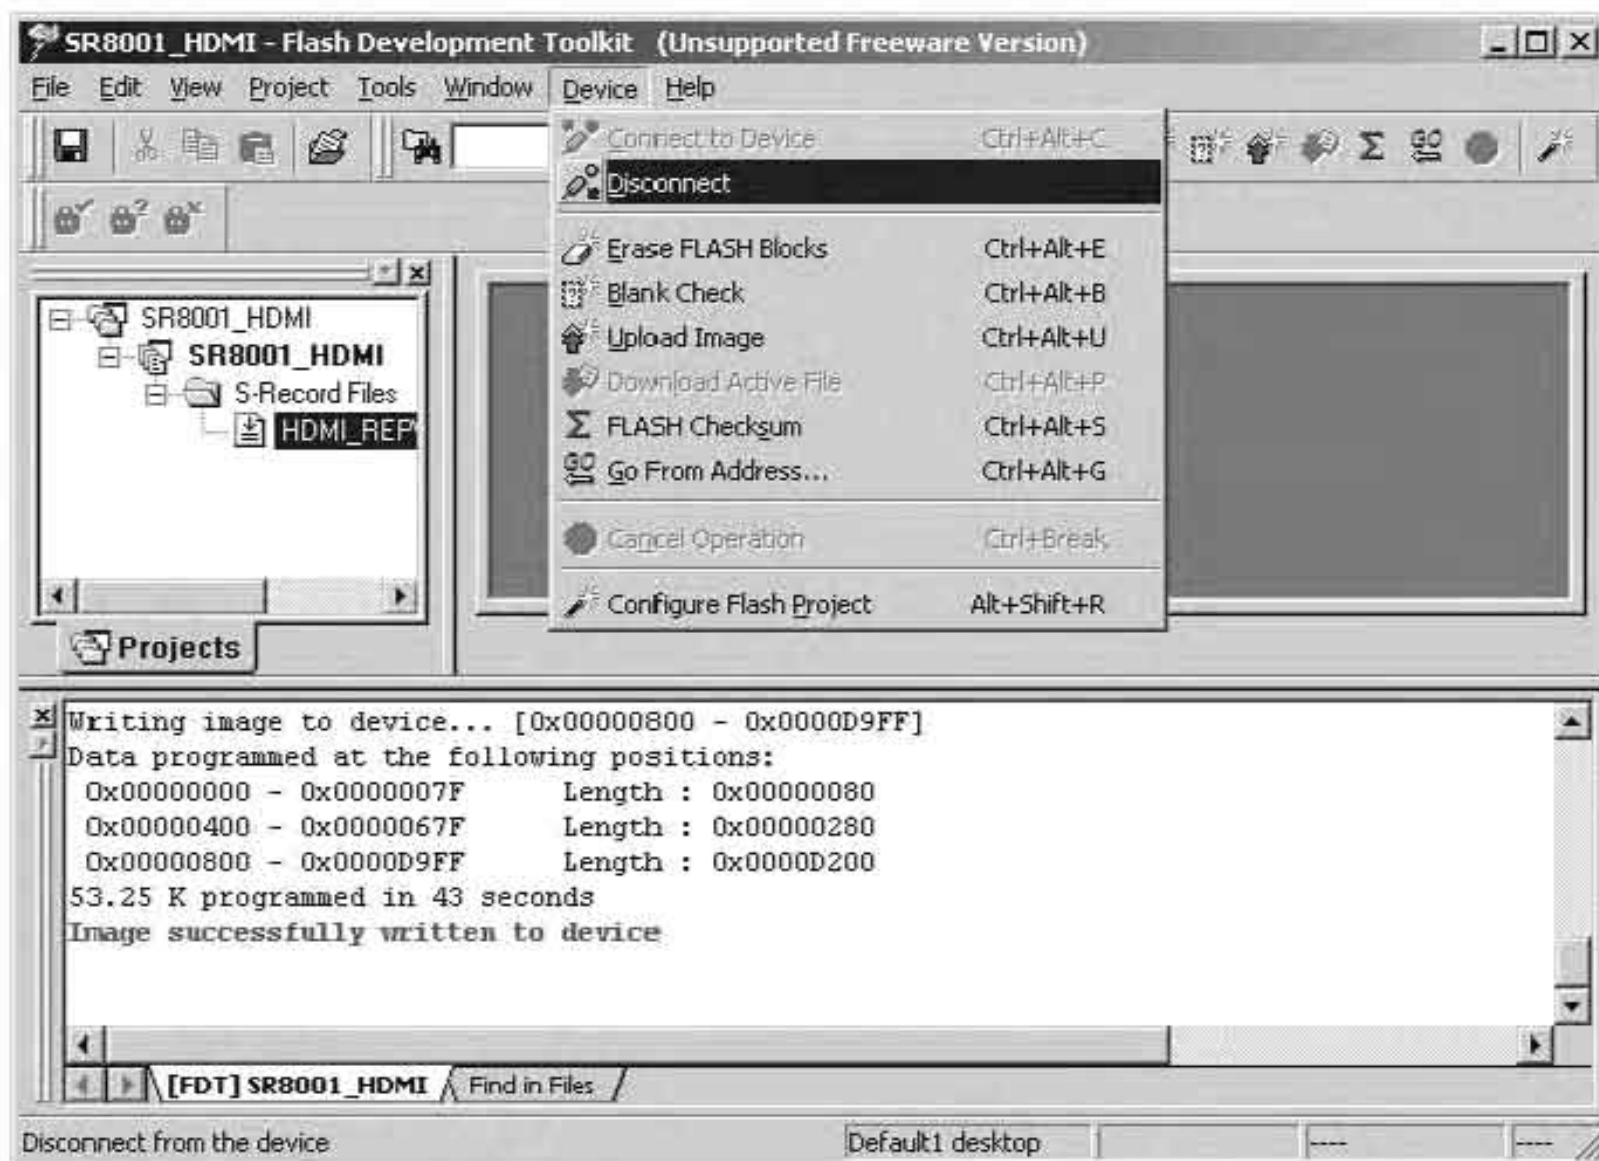 SR8001_HDMI - Flash Development Toolkit (Unsupported Freeware Version)
File Edit View Project Tools Window Device Help
Connect to Device Ctrl+Alt+C
Disconnect
Erase FLASH Blocks Ctrl+Alt+E
Blank Check Ctrl+Alt+B
Upload Image Ctrl+Alt+U
Download Active File Ctrl+Alt+P
FLASH Checksum Ctrl+Alt+S
GO Go From Address... Ctrl+Alt+G
Cancel Operation Ctrl+Break
Configure Flash Project Alt+Shift+R
GO
SR8001_HDMI
SR8001_HDMI
S-Record Files
HDMI_REP
Projects
Writing image to device... [0x00000800 - 0x0000D9FF]
Data programmed at the following positions:
0x00000000 - 0x0000007F Length : 0x00000080
0x00000400 - 0x0000067F Length : 0x00000280
0x00000800 - 0x0000D9FF Length : 0x0000D200
53.25 K programmed in 43 seconds
Image successfully written to device
[FDT] SR8001_HDMI Find in Files
Disconnect from the device Default1 desktop ---- ----